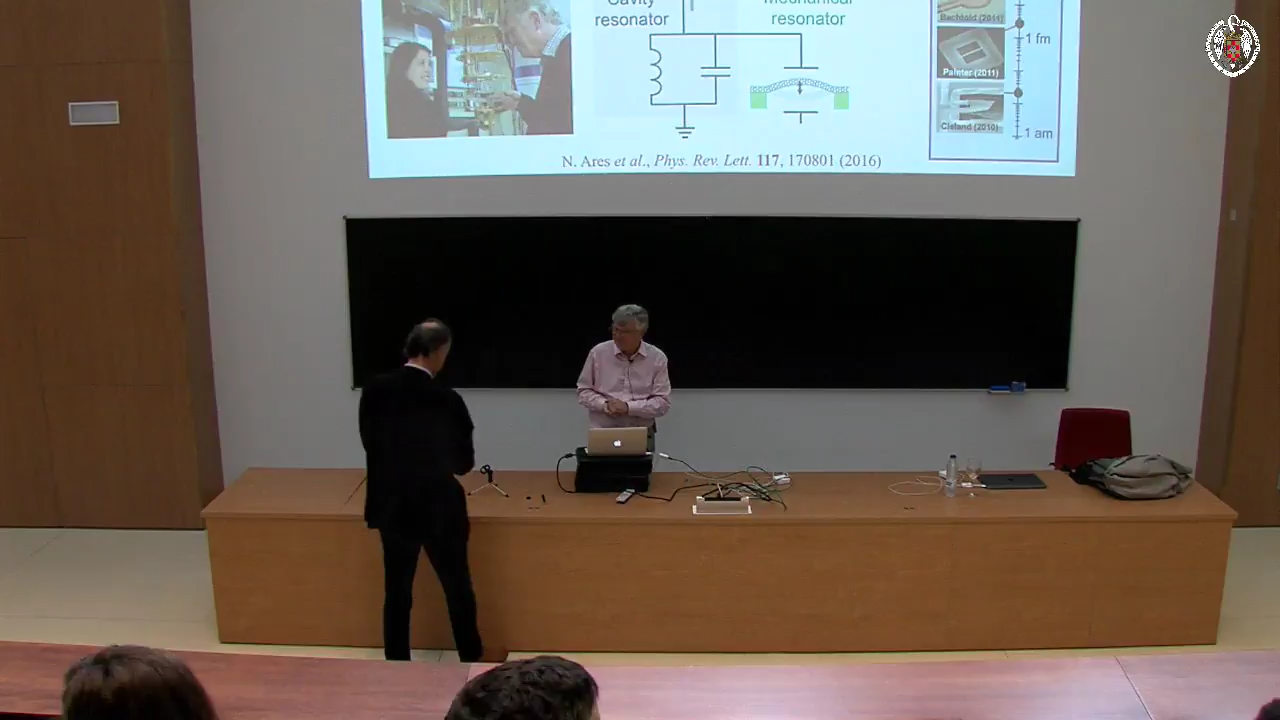 Cavity
resonator
Mechanical
resonator
Bachtold (2011)
1 fm
Painter (2011)
Cleland (2010)
1 am
N. Ares et al., Phys. Rev. Lett. 117, 170801 (2016)